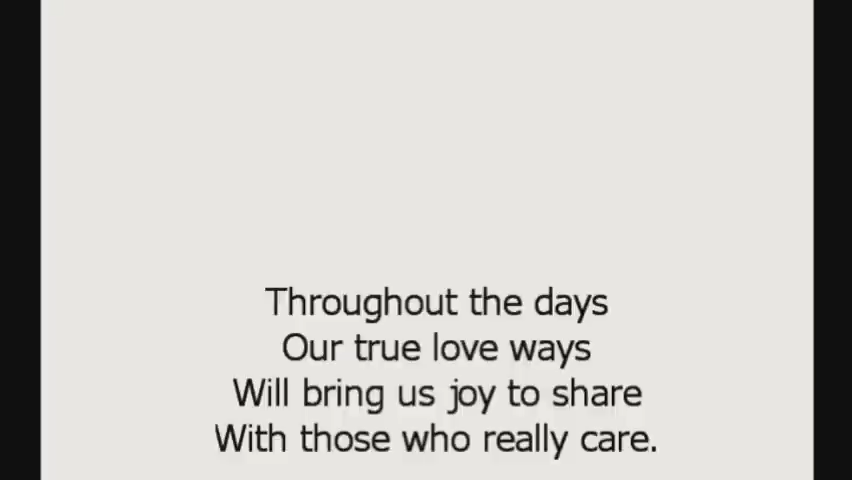 Throughout the days
Our true love ways
Will bring us joy to share
With those who really care.